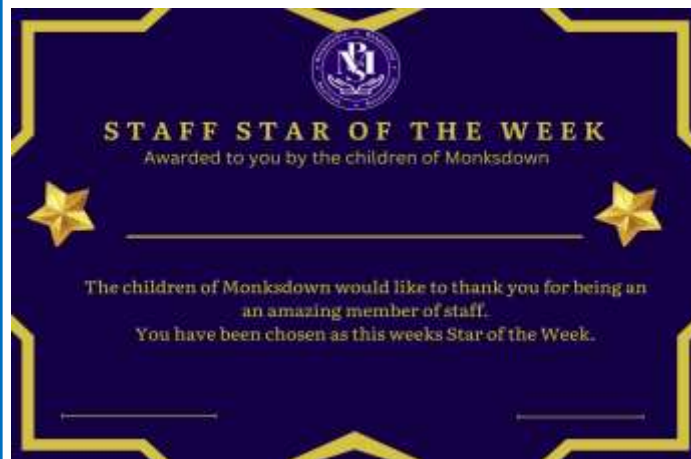 STAFF STAR OF THE WEEK
Awarded to you by the children of Monksdown
The children of Monksdown would like to thank you for being an
an amazing member of staff.
You have been chosen as this weeks Star of the Week.